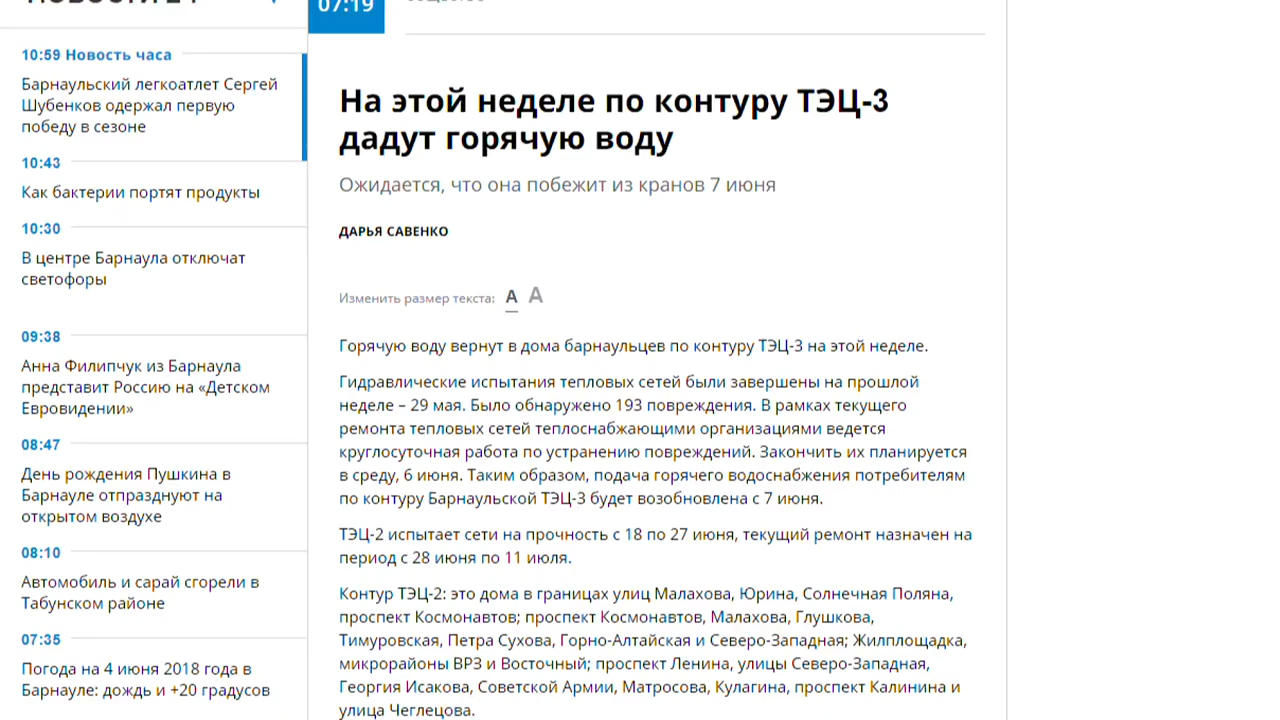 10:59 Новость часа
Барнаульский легкоатлет Сергей
Шубенков одержал первую
победу в сезоне
10:43
Как бактерии портят продукты
10:30
В центре Барнаула отключат
светофоры
09:38
Анна Филипчук из Барнаула
представит Россию на «Детском
Евровидении»
08:47
День рождения Пушкина в
Барнауле отпразднуют на
открытом воздухе
08:10
Автомобиль и сарай сгорели в
Табунском районе
07:35
Погода на 4 июня 2018 года в
Барнауле: дождь и +20 градусов
07:19
На этой неделе по контуру ТЭЦ-3
дадут горячую воду
Ожидается, что она побежит из кранов 7 июня
ДАРЬЯ САВЕНКО
Изменить размер текста: А А
Горячую воду вернут в дома барнаульцев по контуру ТЭЦ-3 на этой неделе.
Гидравлические испытания тепловых сетей были завершены на прошлой
неделе – 29 мая. Было обнаружено 193 повреждения. В рамках текущего
ремонта тепловых сетей теплоснабжающими организациями ведется
круглосуточная работа по устранению повреждений. Закончить их планируется
в среду, 6 июня. Таким образом, подача горячего водоснабжения потребителям
по контуру Барнаульской ТЭЦ-3 будет возобновлена с 7 июня.
ТЭЦ-2 испытает сети на прочность с 18 по 27 июня, текущий ремонт назначен на
период с 28 июня по 11 июля.
Контур ТЭЦ-2: это дома в границах улиц Малахова, Юрина, Солнечная Поляна,
проспект Космонавтов; проспект Космонавтов, Малахова, Глушкова,
Тимуровская, Петра Сухова, Горно-Алтайская и Северо-Западная; Жилплощадка,
микрорайоны ВРЗ и Восточный; проспект Ленина, улицы Северо-Западная,
Георгия Исакова, Советской Армии, Матросова, Кулагина, проспект Калинина и
улица Чеглецова.